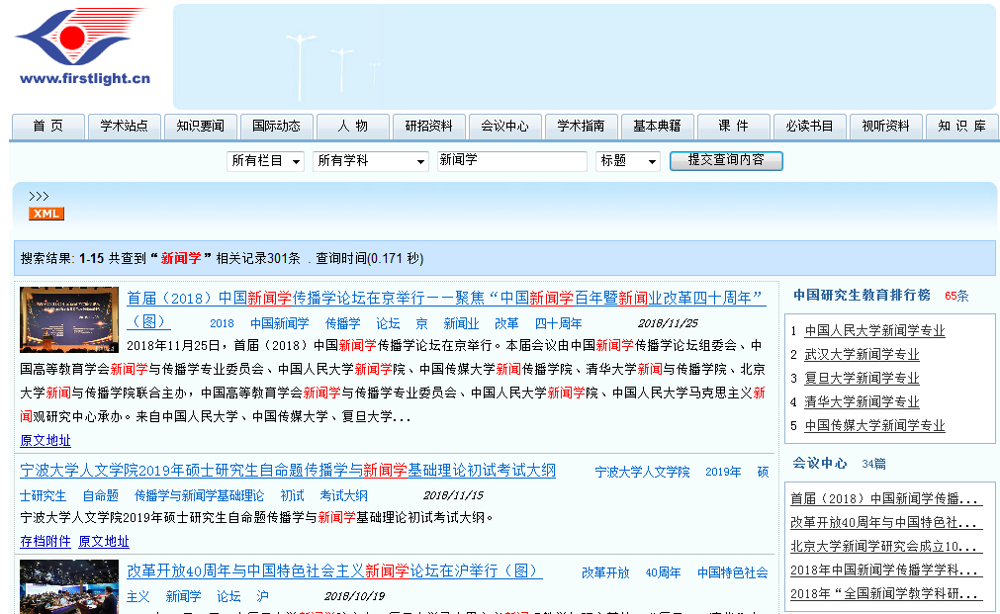 www.firstlight.cn
首 页 学术站点 知识要闻 国际动态 人 物 研招资料 会议中心 学术指南 基本典籍 课 件 必读书目 视听资料 知 识 库
所有栏目 所有学科 新闻学 标题 提交查询内容
>>>
XML
搜索结果: 1-15 共查到“新闻学”相关记录301条 . 查询时间(0.171 秒)
首届（2018）中国新闻学传播学论坛在京举行——聚焦“中国新闻学百年暨新闻业改革四十周年”
（图） 2018 中国新闻学 传播学 论坛 京 新闻业 改革 四十周年 2018/11/25
2018年11月25日，首届（2018）中国新闻学传播学论坛在京举行。本届会议由中国新闻学传播学论坛组委会、中
国高等教育学会新闻学与传播学专业委员会、中国人民大学新闻学院、中国传媒大学新闻传播学院、清华大学新闻与传播学院、北京
大学新闻与传播学院联合主办，中国高等教育学会新闻学与传播学专业委员会、中国人民大学新闻学院、中国人民大学马克思主义新
闻观研究中心承办。来自中国人民大学、中国传媒大学、复旦大学...
原文地址
宁波大学人文学院2019年硕士研究生自命题传播学与新闻学基础理论初试考试大纲 宁波大学人文学院 2019年 硕
士研究生 自命题 传播学与新闻学基础理论 初试 考试大纲 2018/11/15
宁波大学人文学院2019年硕士研究生自命题传播学与新闻学基础理论初试考试大纲。
存档附件 原文地址
改革开放40周年与中国特色社会主义新闻学论坛在沪举行（图） 改革开放 40周年 中国特色社会
主义 新闻学 论坛 沪 2018/10/19
中国研究生教育排行榜 65条
1 中国人民大学新闻学专业
2 武汉大学新闻学专业
3 复旦大学新闻学专业
4 清华大学新闻学专业
5 中国传媒大学新闻学专业
会议中心 34篇
首届（2018）中国新闻学传播...
改革开放40周年与中国特色社...
北京大学新闻学研究会成立10...
2018年中国新闻学传播学学科...
2018年“全国新闻学教学科研...